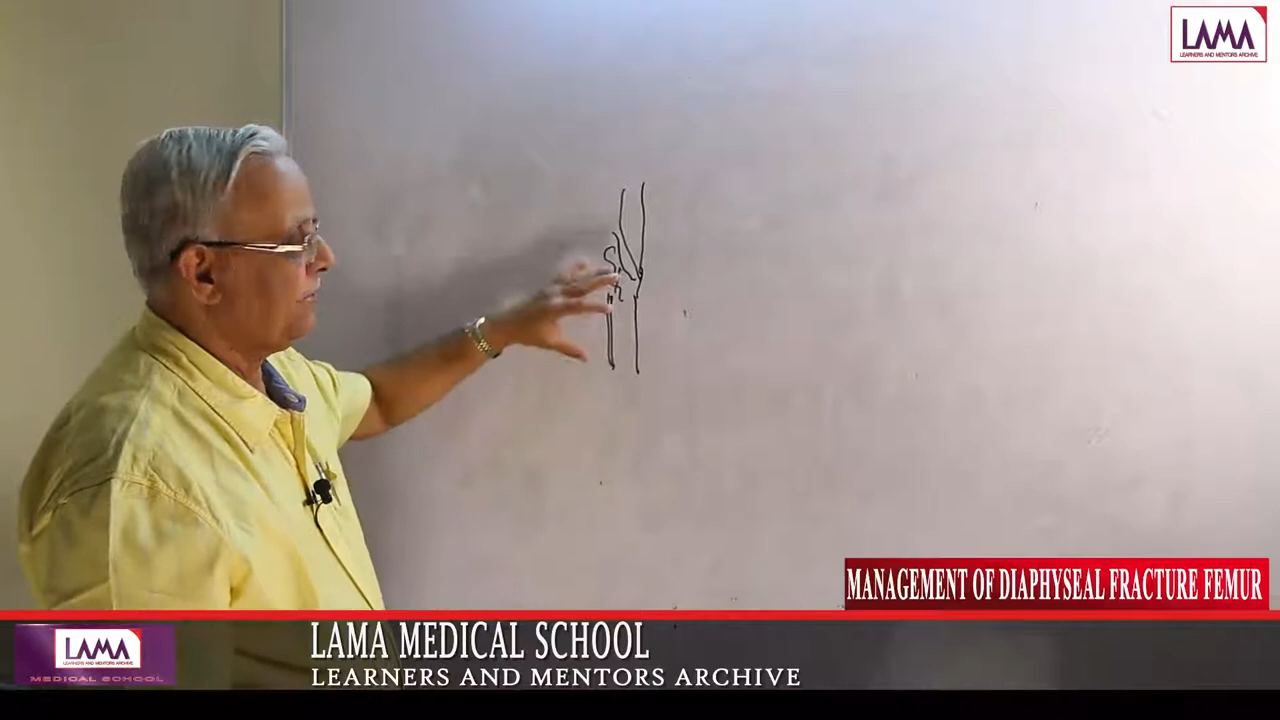 LAMA
LEARNERS AND MENTORS ARCHIVE
MANAGEMENT OF DIAPHYSEAL FRACTURE FEMUR
LAMA
LEARNERS AND MENTORS ARCHIVE
MEDICAL SCHOOL
LAMA MEDICAL SCHOOL
LEARNERS AND MENTORS ARCHIVE